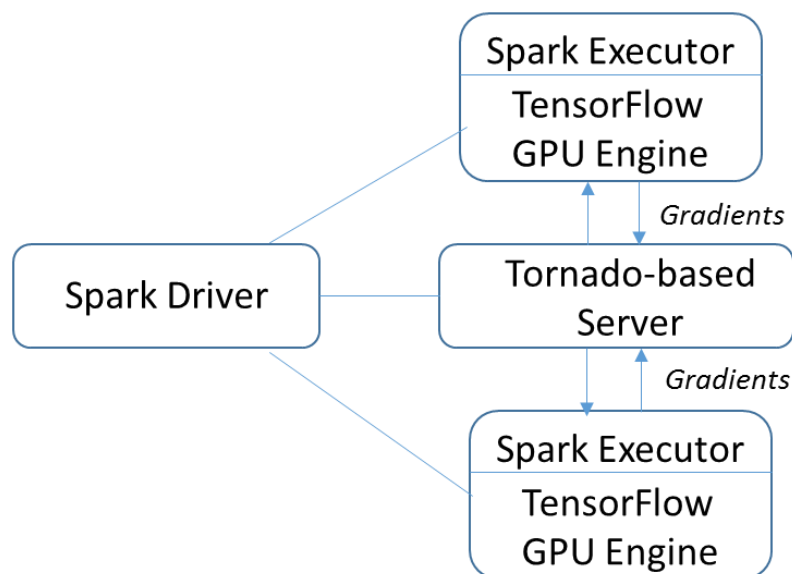 Spark Executor
TensorFlow
GPU Engine
Gradients
Spark Driver
Tornado-based
Server
Gradients
Spark Executor
TensorFlow
GPU Engine